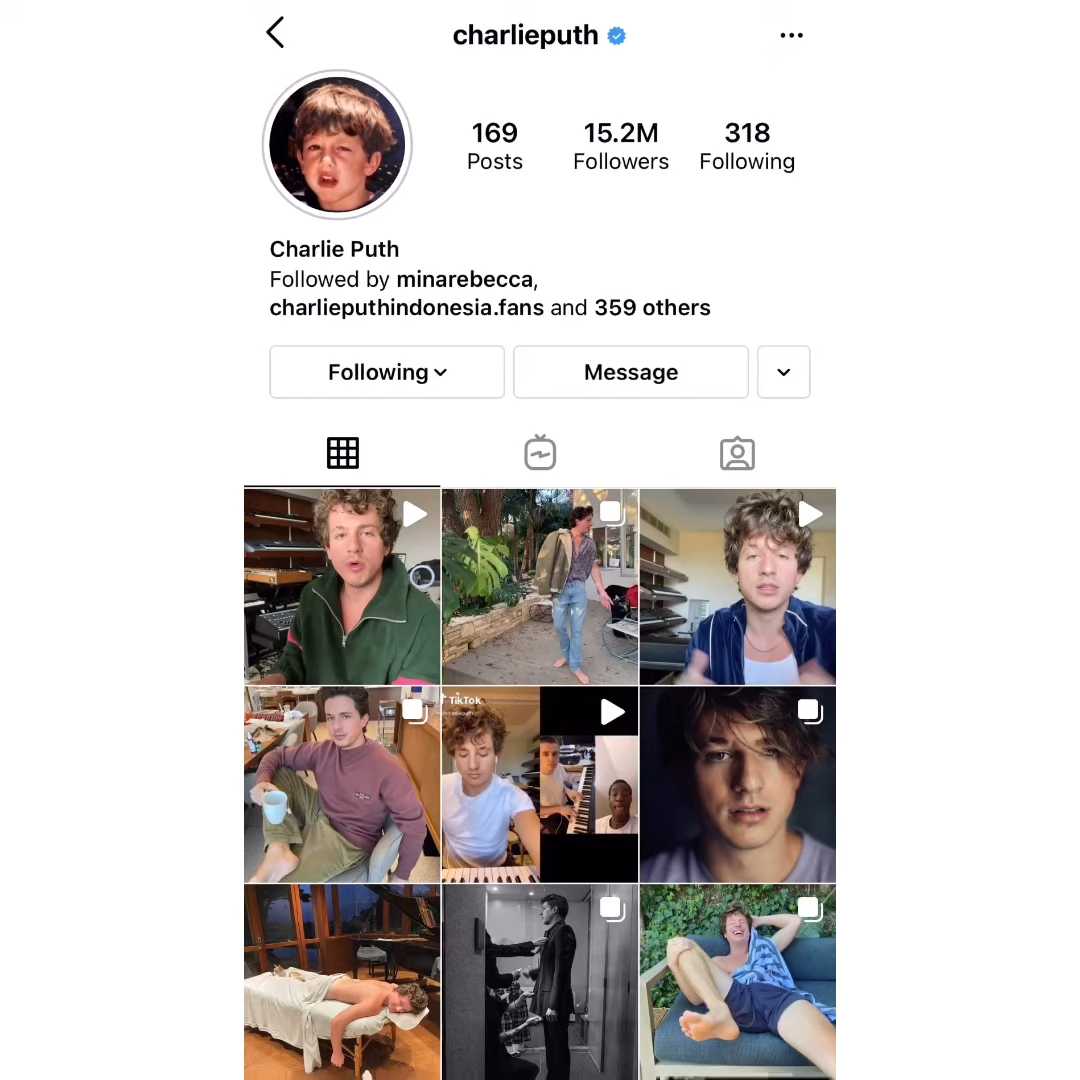 charlieputh
169 15.2M 318
Posts Followers Following
Charlie Puth
Followed by minarebecca,
charlieputhindonesia.fans and 359 others
Following Message
TikTok